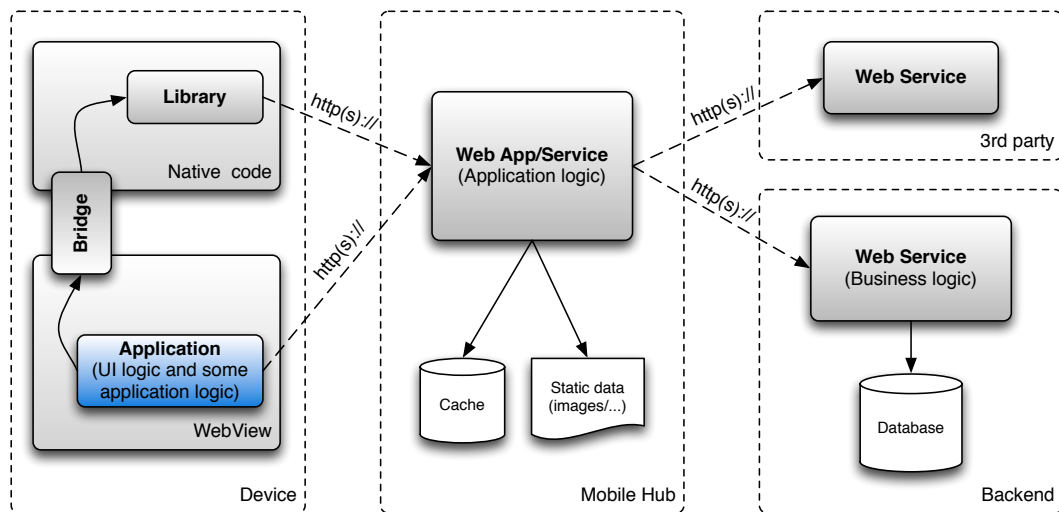 Library
Native  code
Bridge
Application
(UI logic and some
application logic)
WebView
Device
http(s)://
http(s)://
Web App/Service
(Application logic)
Cache
Static data
(images/...)
Mobile Hub
http(s)://
http(s)://
Web Service
3rd party
Web Service
(Business logic)
Database
Backend